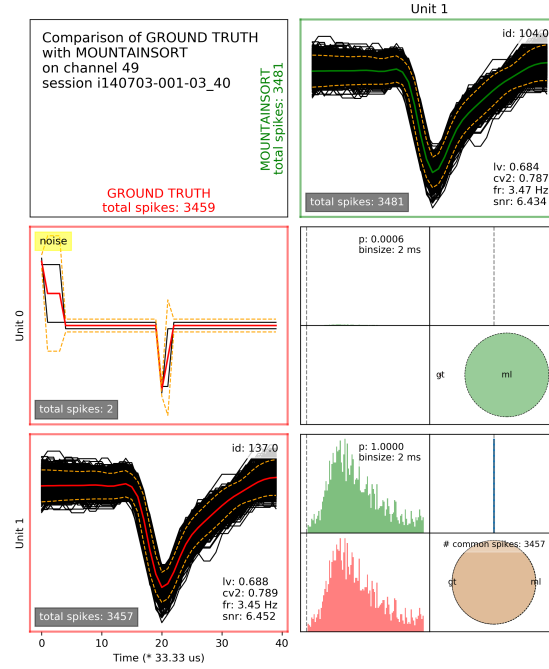 Unit 1
Comparison of GROUND TRUTH
with MOUNTAINSORT
on channel 49
session i140703-001-03_40
MOUNTAINSORT
total spikes: 3481
GROUND TRUTH
total spikes: 3459
id: 104.0
lv: 0.684
cv2: 0.787
fr: 3.47 Hz
snr: 6.434
total spikes: 3481
Unit 0
noise
total spikes: 2
p: 0.0006
binsize: 2 ms
gt
ml
Unit 1
id: 137.0
lv: 0.688
cv2: 0.789
fr: 3.45 Hz
snr: 6.452
total spikes: 3457
0
20
40
Time (* 33.33 us)
p: 1.0000
binsize: 2 ms
# common spikes: 3457
gt
ml